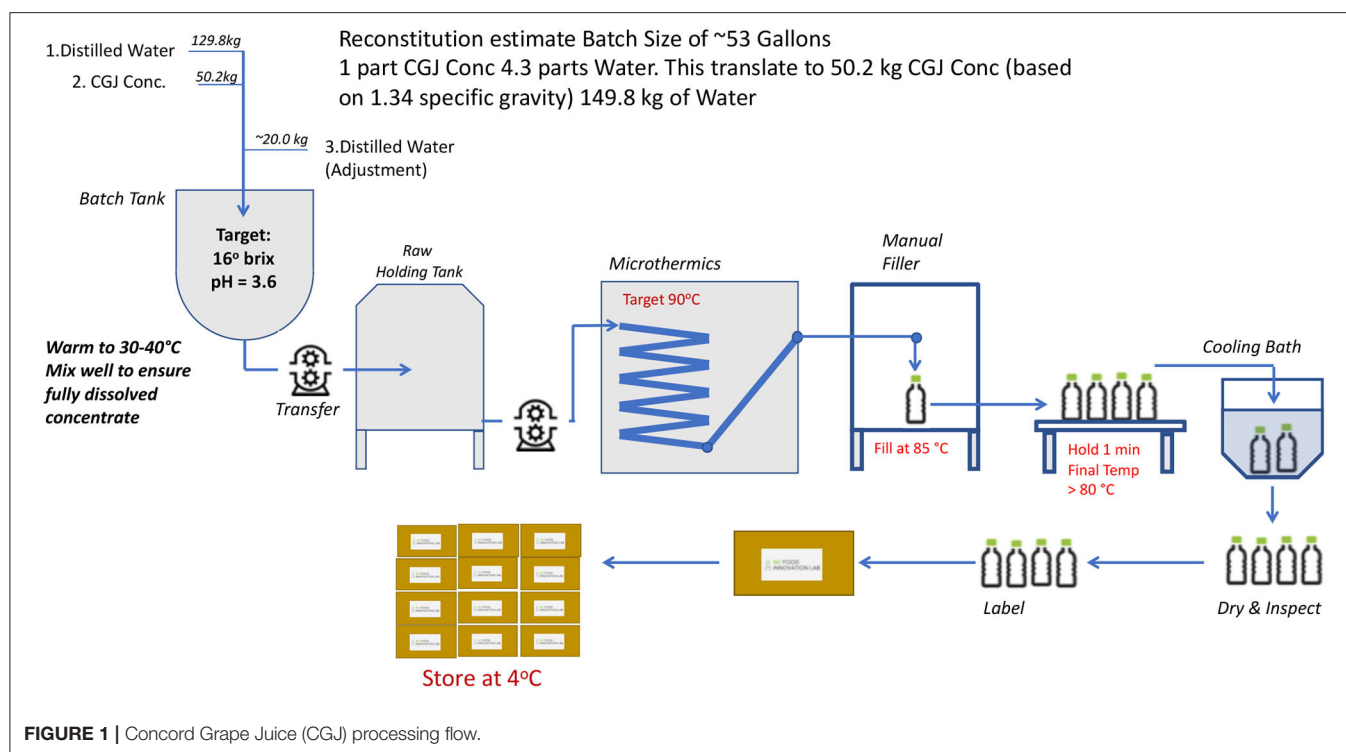 129.8kg
1.Distilled Water
50.2kg
2. CGJ Conc.
~20.0 kg
3.Distilled Water
(Adjustment)
Reconstitution estimate Batch Size of ~53 Gallons
1 part CGJ Conc 4.3 parts Water. This translate to 50.2 kg CGJ Conc (based
on 1.34 specific gravity) 149.8 kg of Water
Batch Tank
Target:
16º brix
pH = 3.6
Warm to 30-40°C
Mix well to ensure
fully dissolved
concentrate
Transfer
Raw
Holding Tank
Microthermics
Target 90ºC
Manual
Filler
Fill at 85 °C
Hold 1 min
Final Temp
> 80 °C
Cooling Bath
Dry & Inspect
Label
NC FOOD
INNOVATION LAB
Store at 4ºC
FIGURE 1 | Concord Grape Juice (CGJ) processing flow.